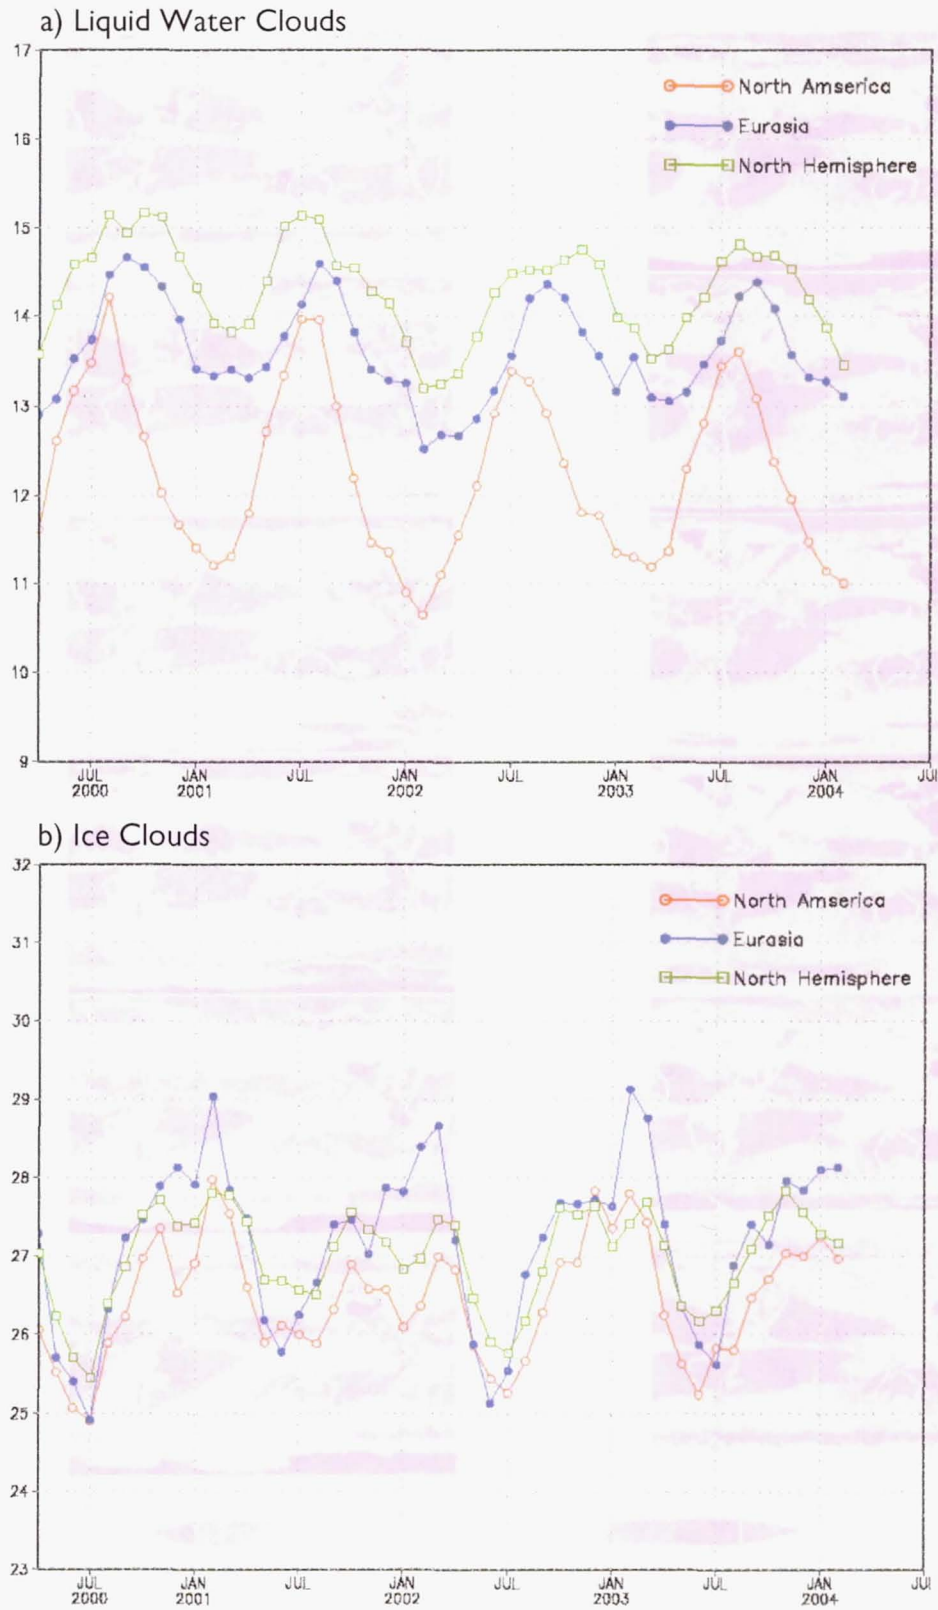 a) Liquid Water Clouds
17
North Amserica
Eurasia
North Hemisphere
16
15
14
13
12
11
10
9
JUL JAN JUL JAN JUL JAN JUL JAN JUL
2000 2001 2002 2003 2004
b) Ice Clouds
32
North Amserica
Eurasia
North Hemisphere
31
30
29
28
27
26
25
24
23
JUL JAN JUL JAN JUL JAN JUL JAN JUL
2000 2001 2002 2003 2004